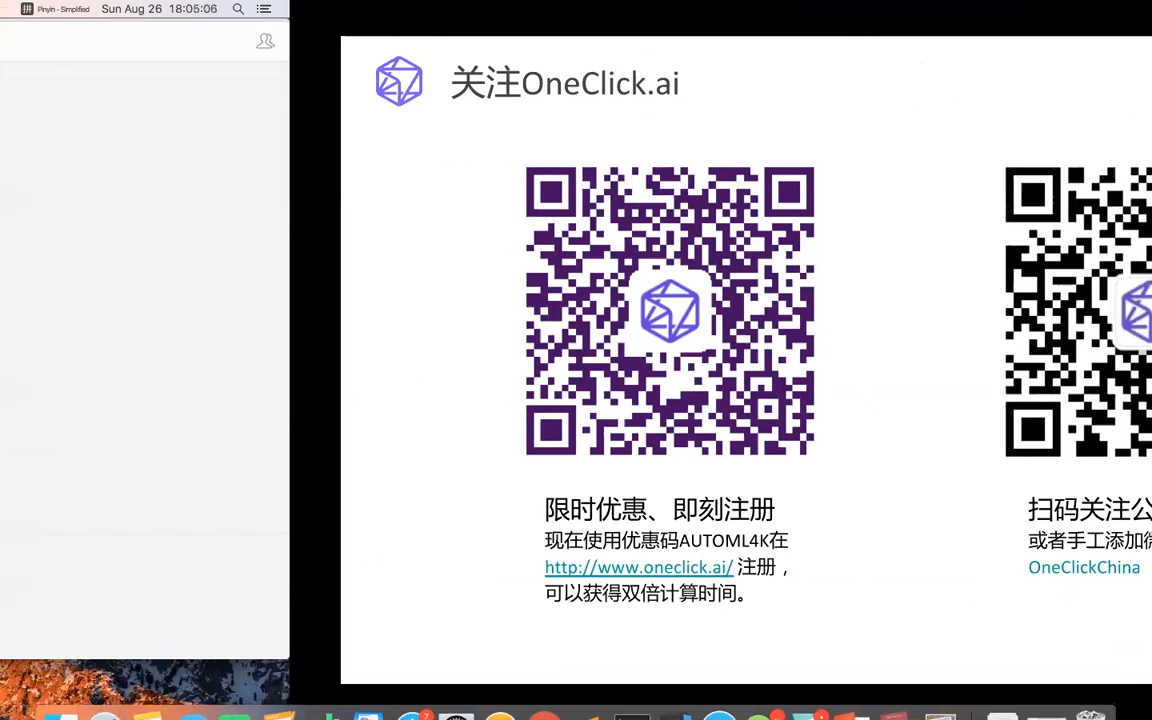 Pinyin - Simplified Sun Aug 26 18:05:06
关注OneClick.ai
限时优惠、即刻注册
现在使用优惠码AUTOML4K在
http://www.oneclick.ai/ 注册，
可以获得双倍计算时间。
扫码关注公
或者手工添加微
OneClickChina